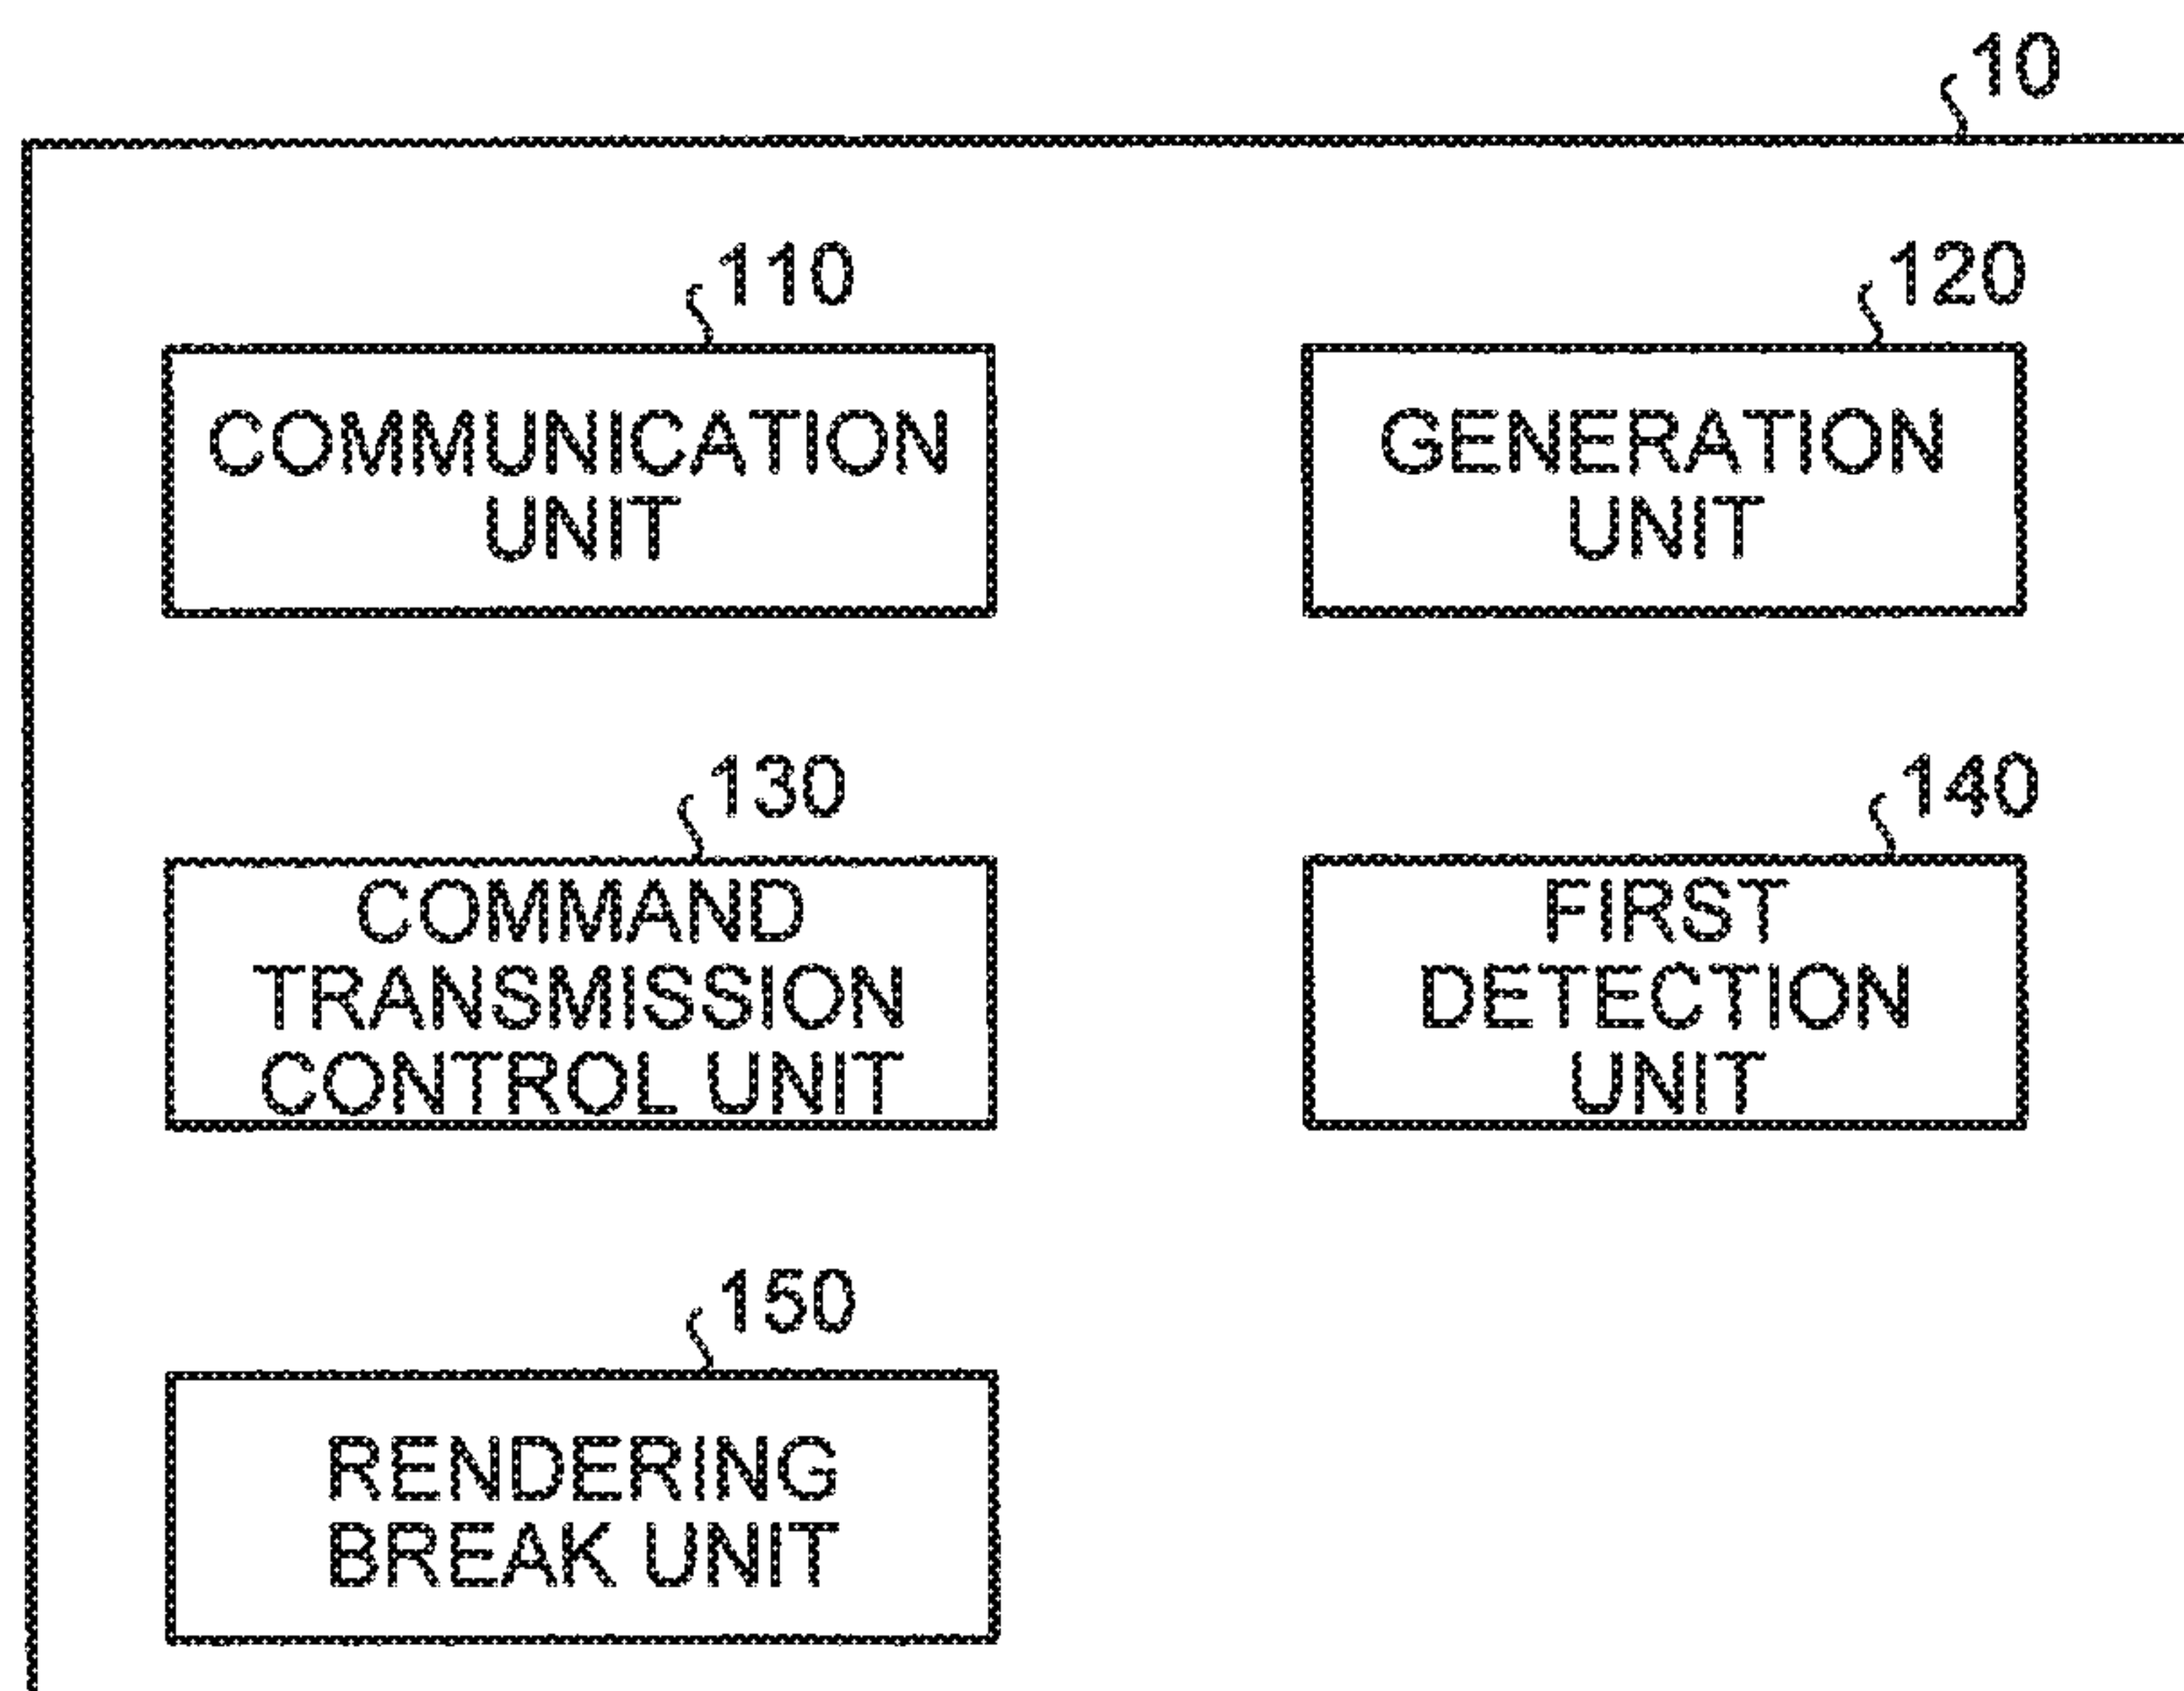 10
110
120
COMMUNICATION
UNIT
GENERATION
UNIT
130
140
COMMAND
TRANSMISSION
CONTROL UNIT
FIRST
DETECTION
UNIT
150
RENDERING
BREAK UNIT